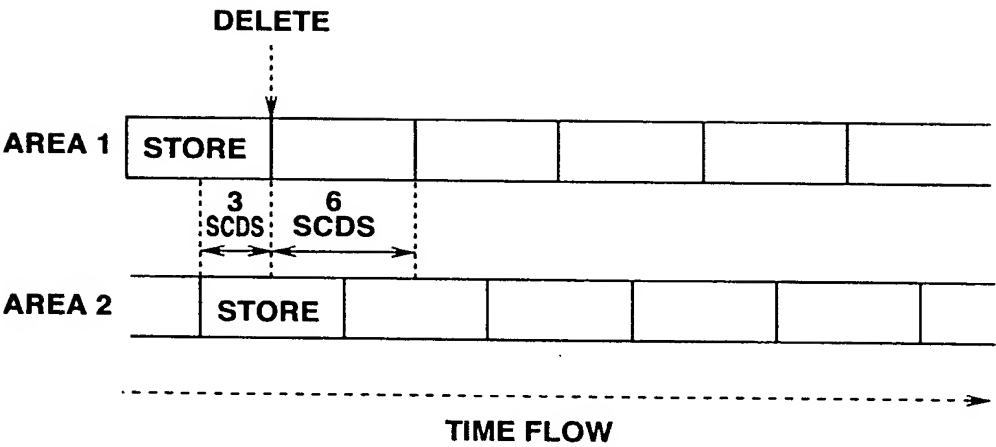 DELETE
AREA 1 STORE
3 6
SCDS SCDS
AREA 2 STORE
TIME FLOW